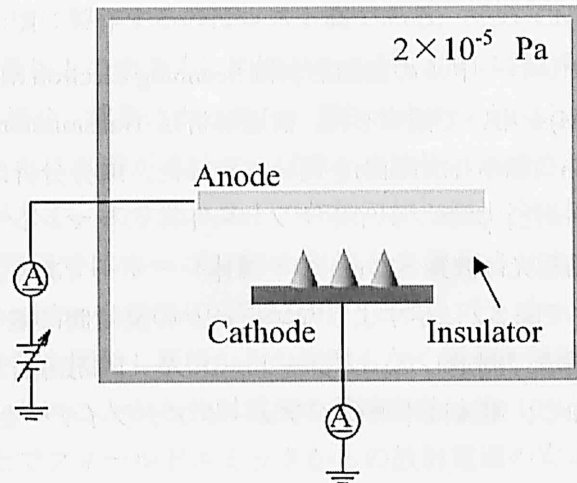 2×10⁻⁵ Pa
Anode
A
Cathode
Insulator
A